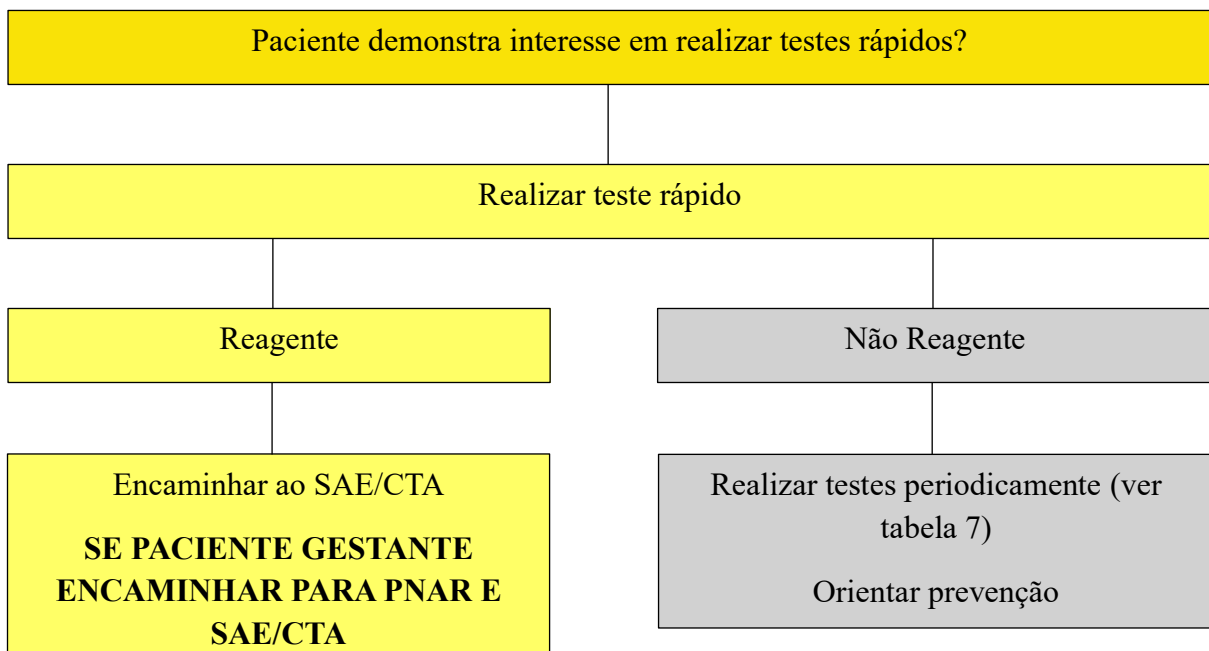 Paciente demonstra interesse em realizar testes rápidos?
Realizar teste rápido
Reagente
Não Reagente
Encaminhar ao SAE/CTA
SE PACIENTE GESTANTE
ENCAMINHAR PARA PNAR E
SAE/CTA
Realizar testes periodicamente (ver
tabela 7)
Orientar prevenção